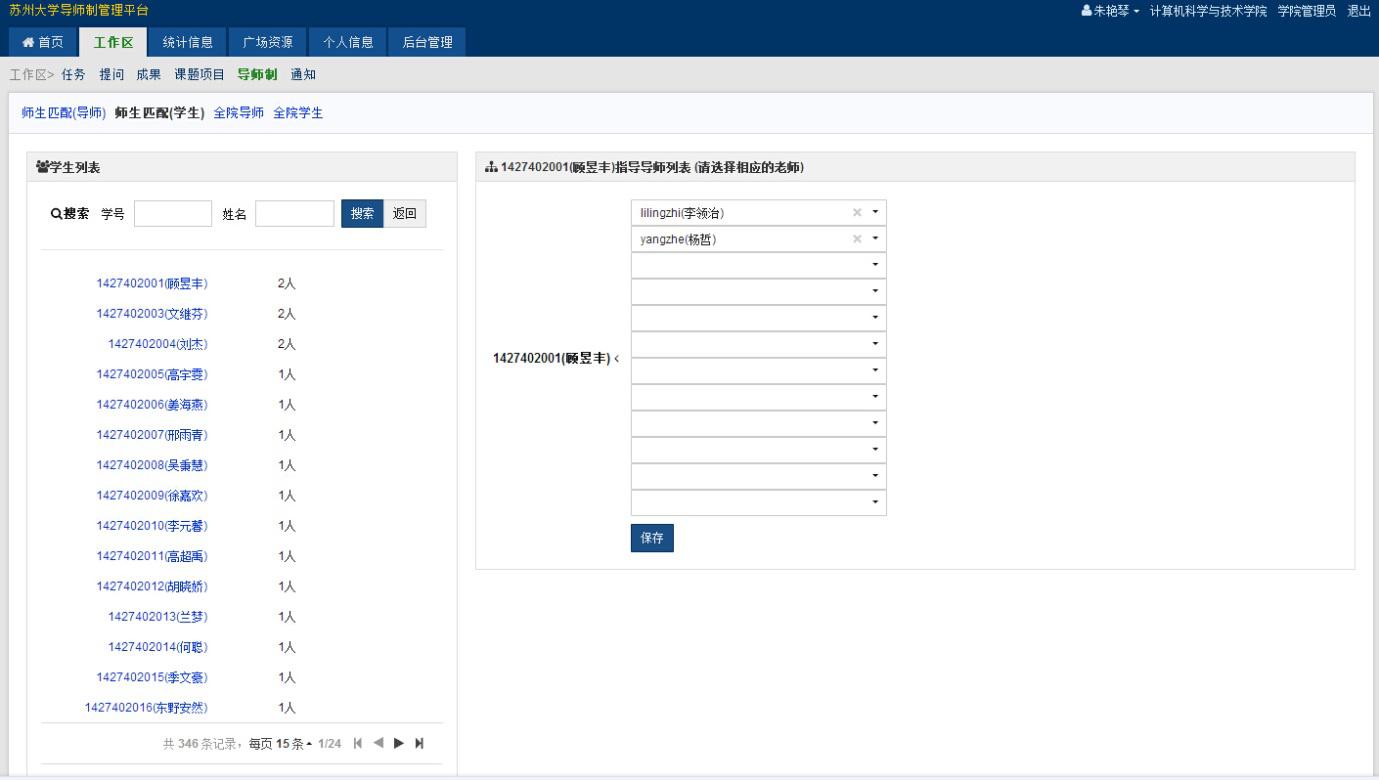 苏州大学导师制管理平台
朱艳琴 计算机科学与技术学院 学院管理员 退出
首页 工作区 统计信息 广场资源 个人信息 后台管理
工作区> 任务 提问 成果 课题项目 导师制 通知
师生匹配(导师) 师生匹配(学生) 全院导师 全院学生
学生列表
搜索 学号 姓名 搜索 返回
1427402001(顾昱丰) 2人
1427402003(文继芬) 2人
1427402004(刘杰) 2人
1427402005(高宇雯) 1人
1427402006(姜海燕) 1人
1427402007(邢雨青) 1人
1427402008(吴秉慧) 1人
1427402009(徐嘉欢) 1人
1427402010(李元馨) 1人
1427402011(高超禹) 1人
1427402012(胡晓娇) 1人
1427402013(兰梦) 1人
1427402014(何聪) 1人
1427402015(季文豪) 1人
1427402016(东野安然) 1人
共 346 条记录，每页 15 条 1/24
1427402001(顾昱丰)指导导师列表 (请选择相应的老师)
lilingzhi(李领治)
yangzhe(杨哲)
1427402001(顾昱丰) <
保存